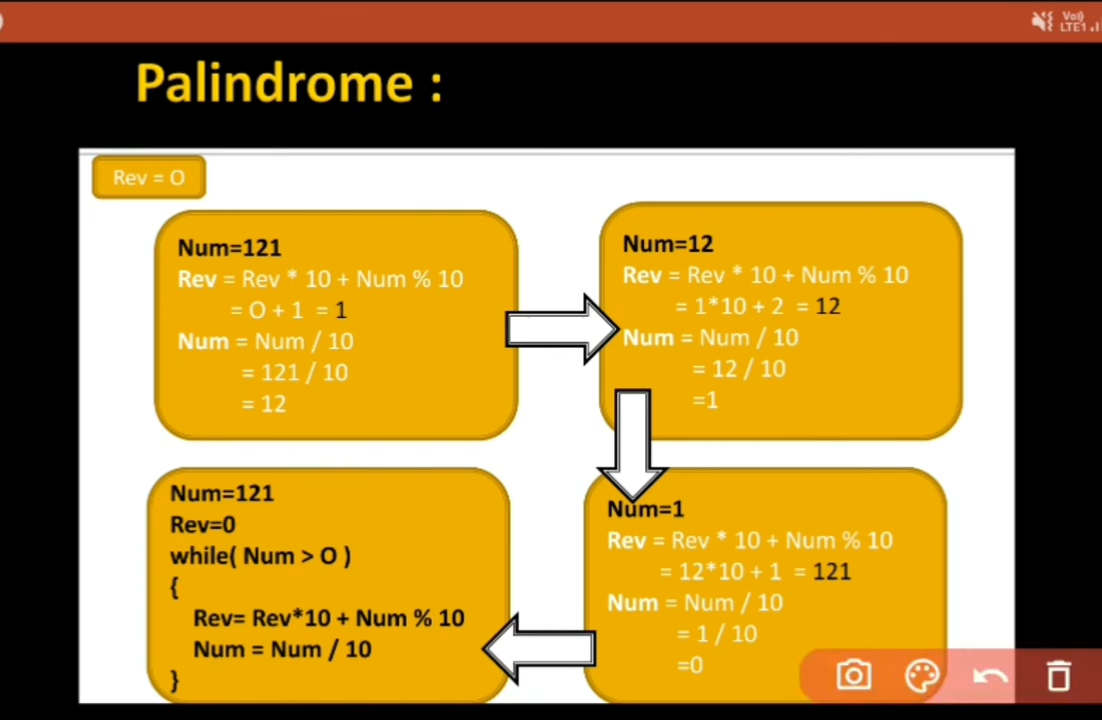 Vo))
LTE1
Palindrome :
Rev = O
Num=121
Rev = Rev * 10 + Num % 10
= O + 1 = 1
Num = Num / 10
= 121 / 10
= 12
Num=12
Rev = Rev * 10 + Num % 10
= 1*10 + 2 = 12
Num = Num / 10
= 12 / 10
=1
Num=1
Rev = Rev * 10 + Num % 10
= 12*10 + 1 = 121
Num = Num / 10
= 1 / 10
=0
Num=121
Rev=0
while( Num > O )
{
Rev= Rev*10 + Num % 10
Num = Num / 10
}